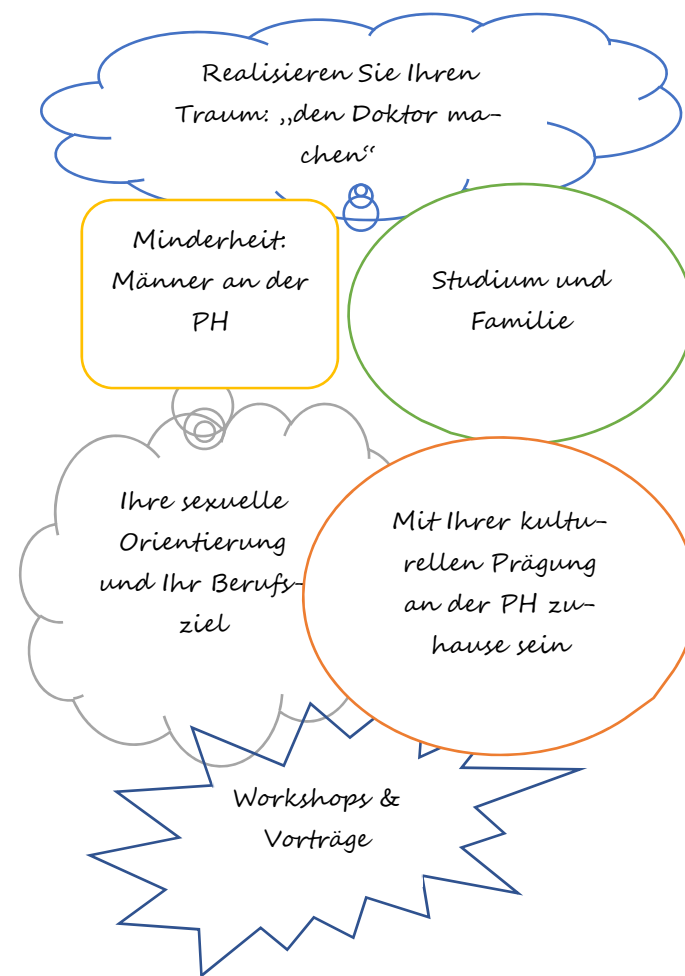 Realisieren Sie Ihren
Traum: „den Doktor ma-
chen“
Minderheit:
Männer an der
PH
Studium und
Familie
Ihre sexuelle
Orientierung
und Ihr Berufs-
ziel
Mit Ihrer kultu-
rellen Prägung
an der PH zu-
hause sein
Workshops &
Vorträge